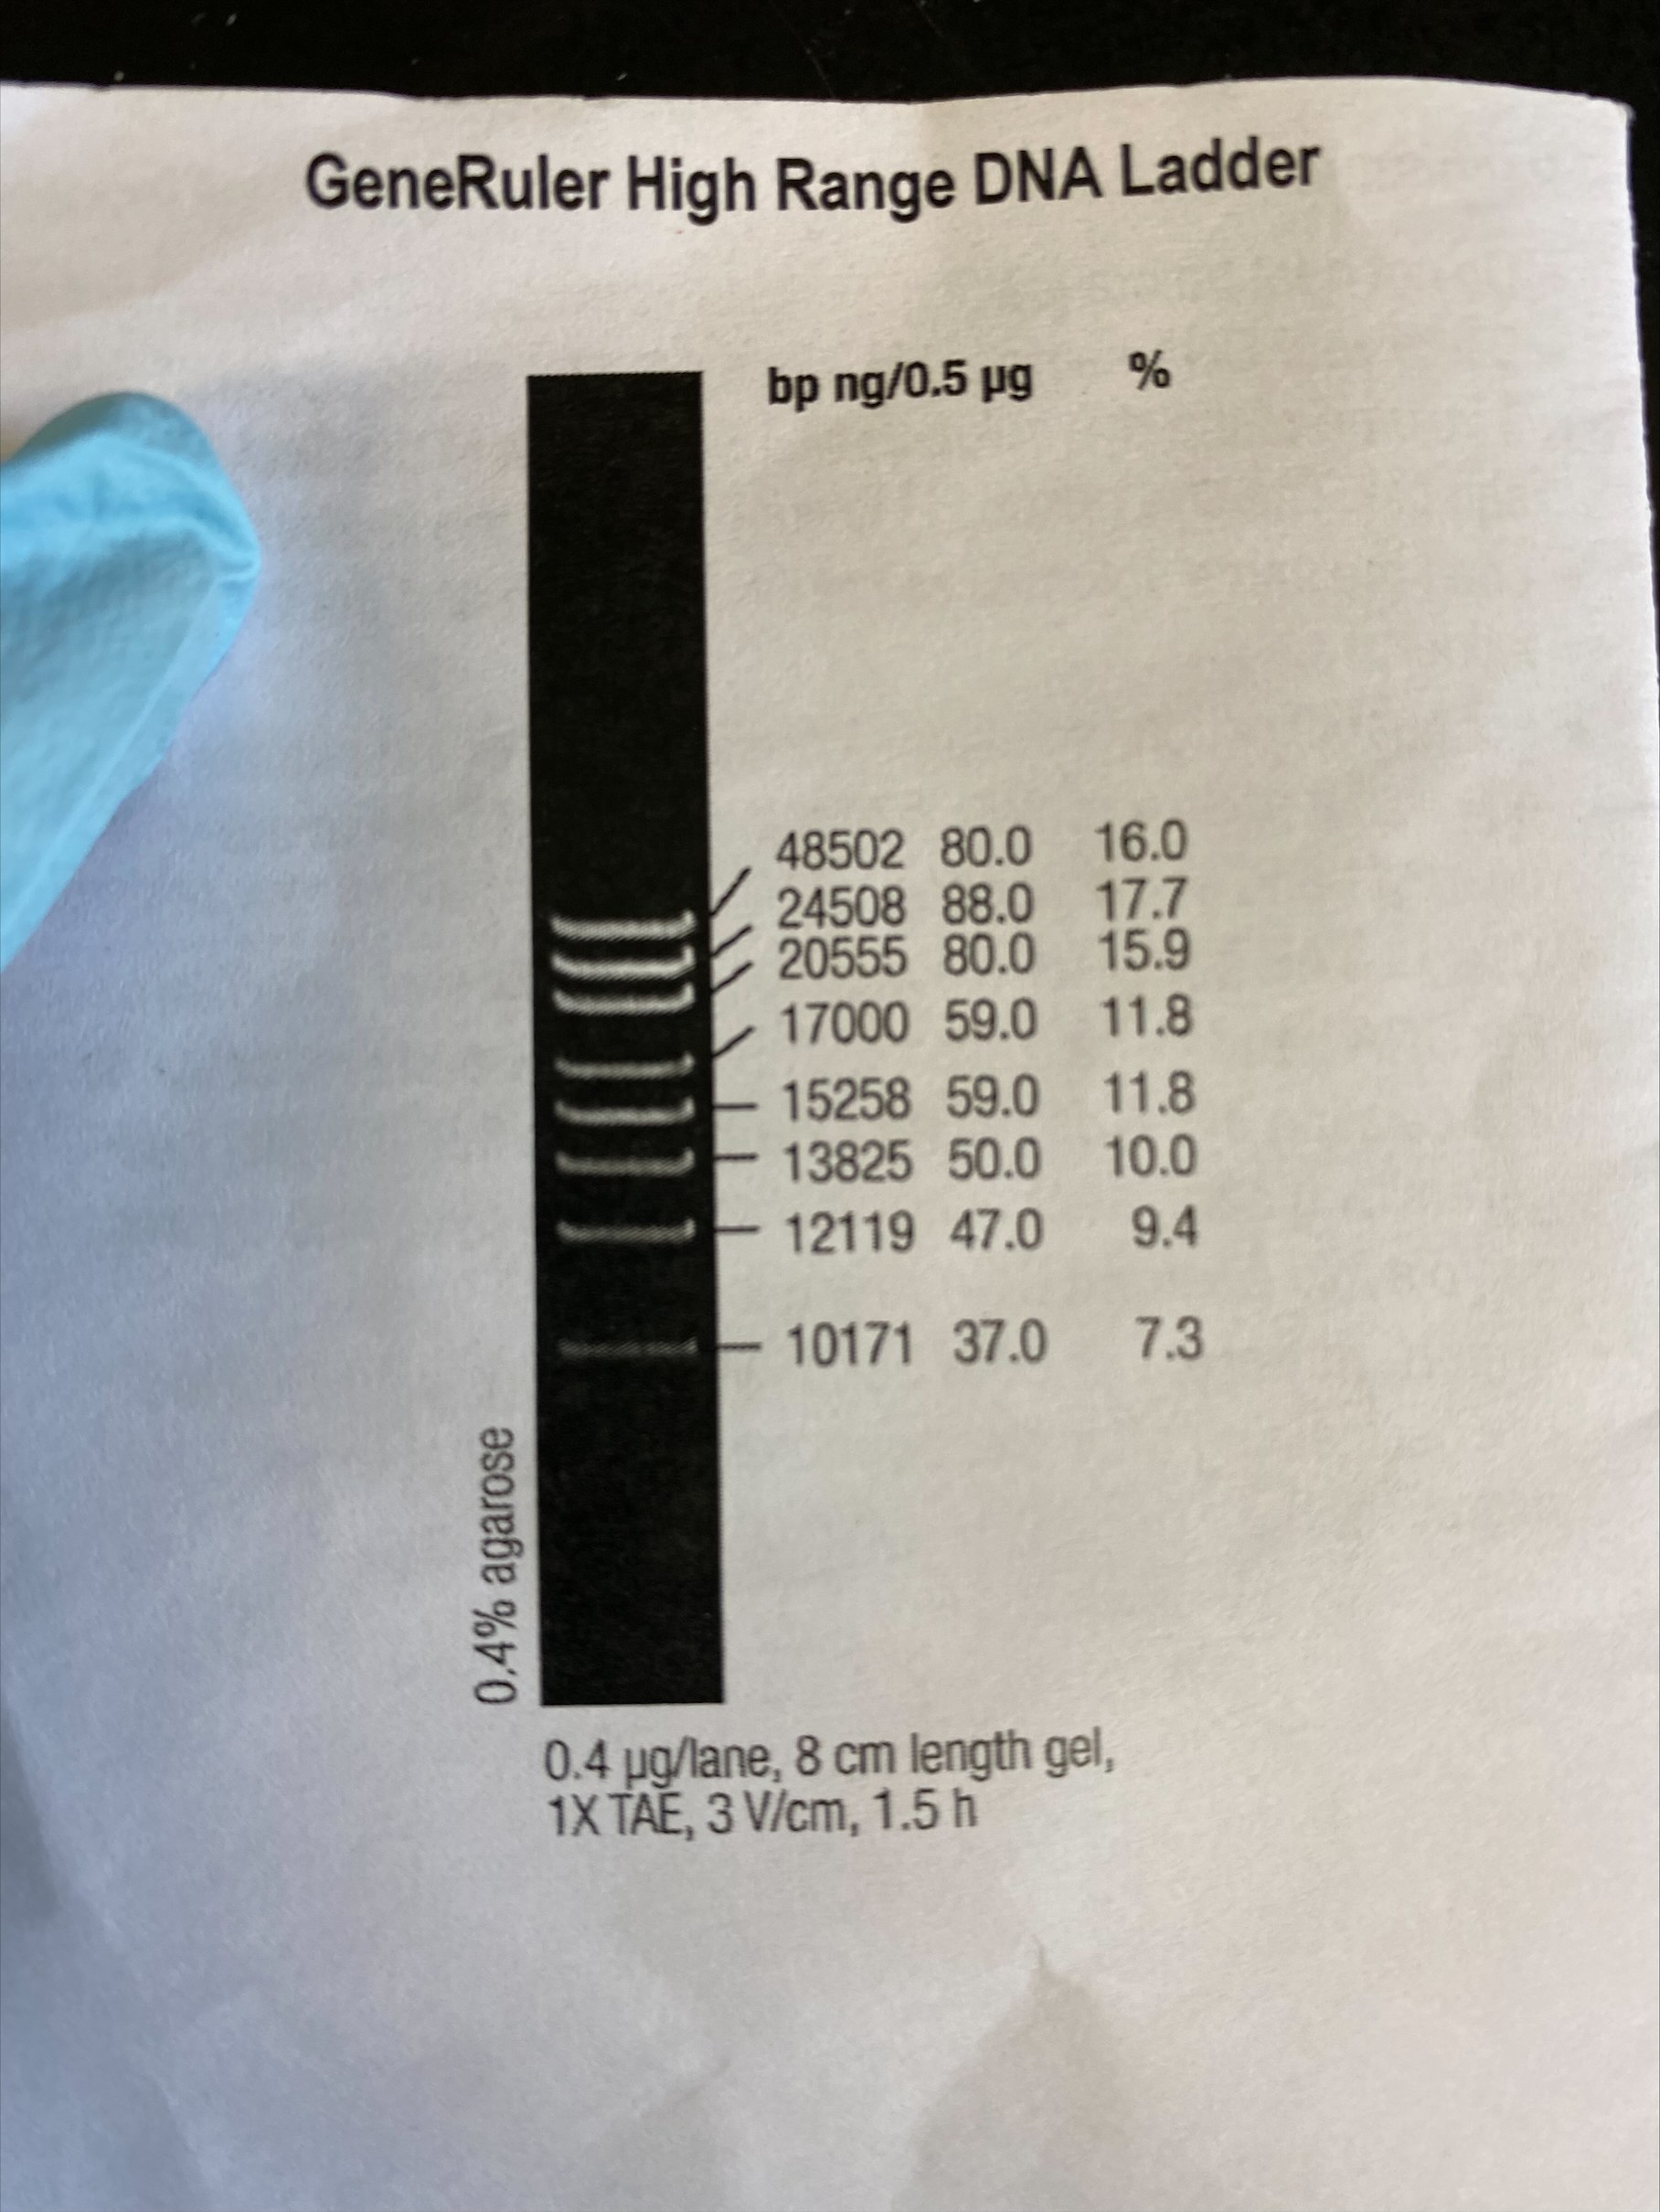 GeneRuler High Range DNA Ladder
bp ng/0.5 µg %
48502 80.0 16.0
24508 88.0 17.7
20555 80.0 15.9
17000 59.0 11.8
15258 59.0 11.8
13825 50.0 10.0
12119 47.0 9.4
10171 37.0 7.3
0.4% agarose
0.4 µg/lane, 8 cm length gel,
1X TAE, 3 V/cm, 1.5 h